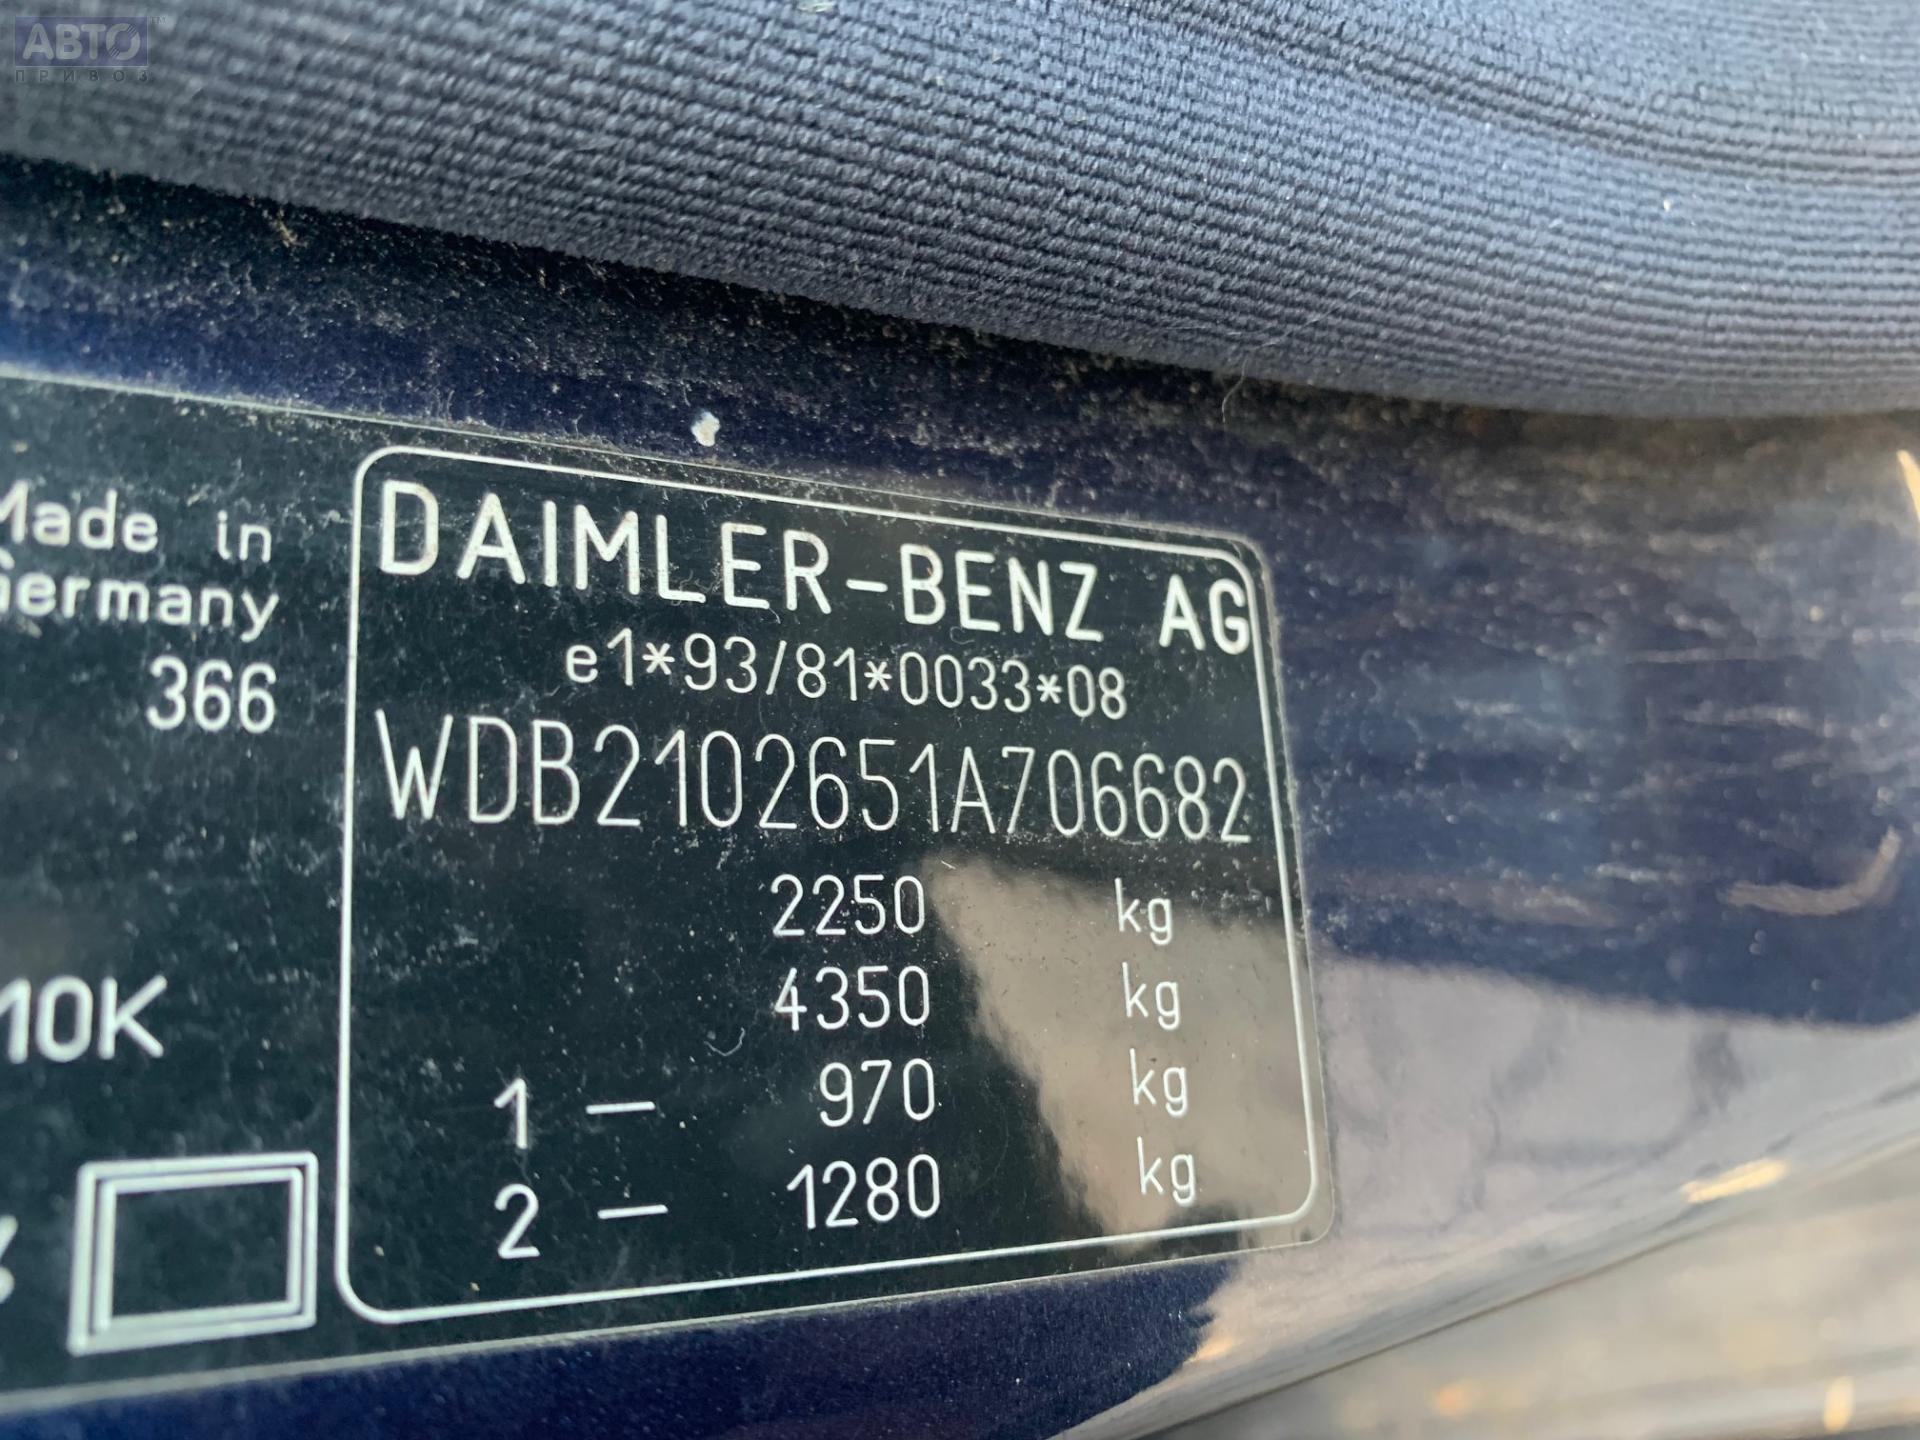 АВТО
ПРИВОЗ
Made in
Germany
366
DAIMLER-BENZ AG
e1*93/81*0033*08
WDB2102651A706682
2250 kg
4350 kg
10K
1 – 970 kg
2 – 1280 kg